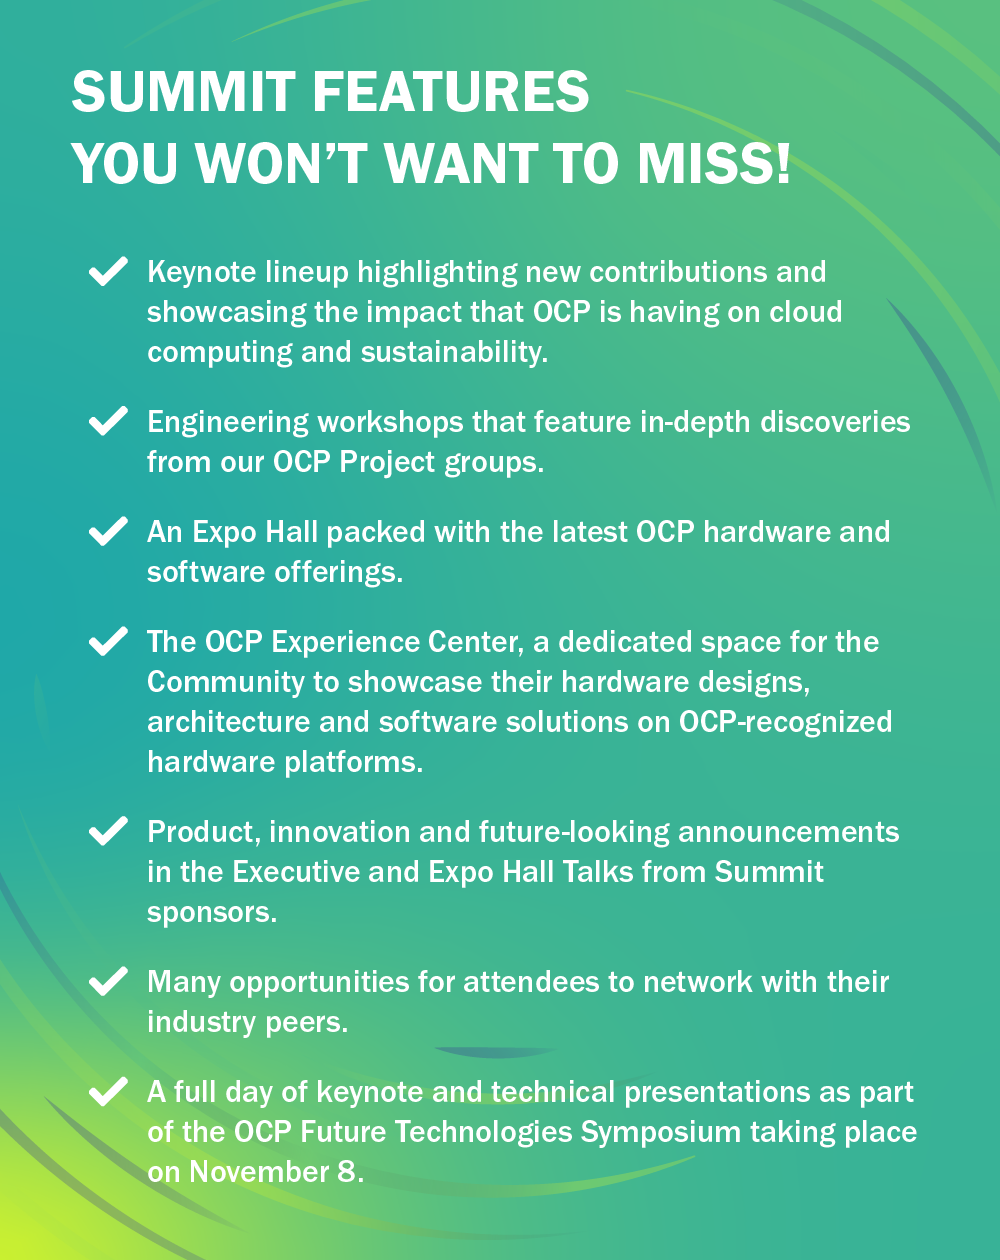 SUMMIT FEATURES
YOU WON’T WANT TO MISS!
Keynote lineup highlighting new contributions and
showcasing the impact that OCP is having on cloud
computing and sustainability.
Engineering workshops that feature in-depth discoveries
from our OCP Project groups.
An Expo Hall packed with the latest OCP hardware and
software offerings.
The OCP Experience Center, a dedicated space for the
Community to showcase their hardware designs,
architecture and software solutions on OCP-recognized
hardware platforms.
Product, innovation and future-looking announcements
in the Executive and Expo Hall Talks from Summit
sponsors.
Many opportunities for attendees to network with their
industry peers.
A full day of keynote and technical presentations as part
of the OCP Future Technologies Symposium taking place
on November 8.